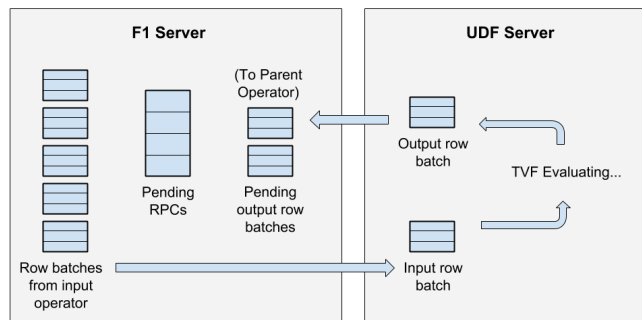 F1 Server
UDF Server
(To Parent
Operator)
Output row
batch
TVF Evaluating...
Pending
RPCs
Pending
output row
batches
Row batches
from input
operator
Input row
batch